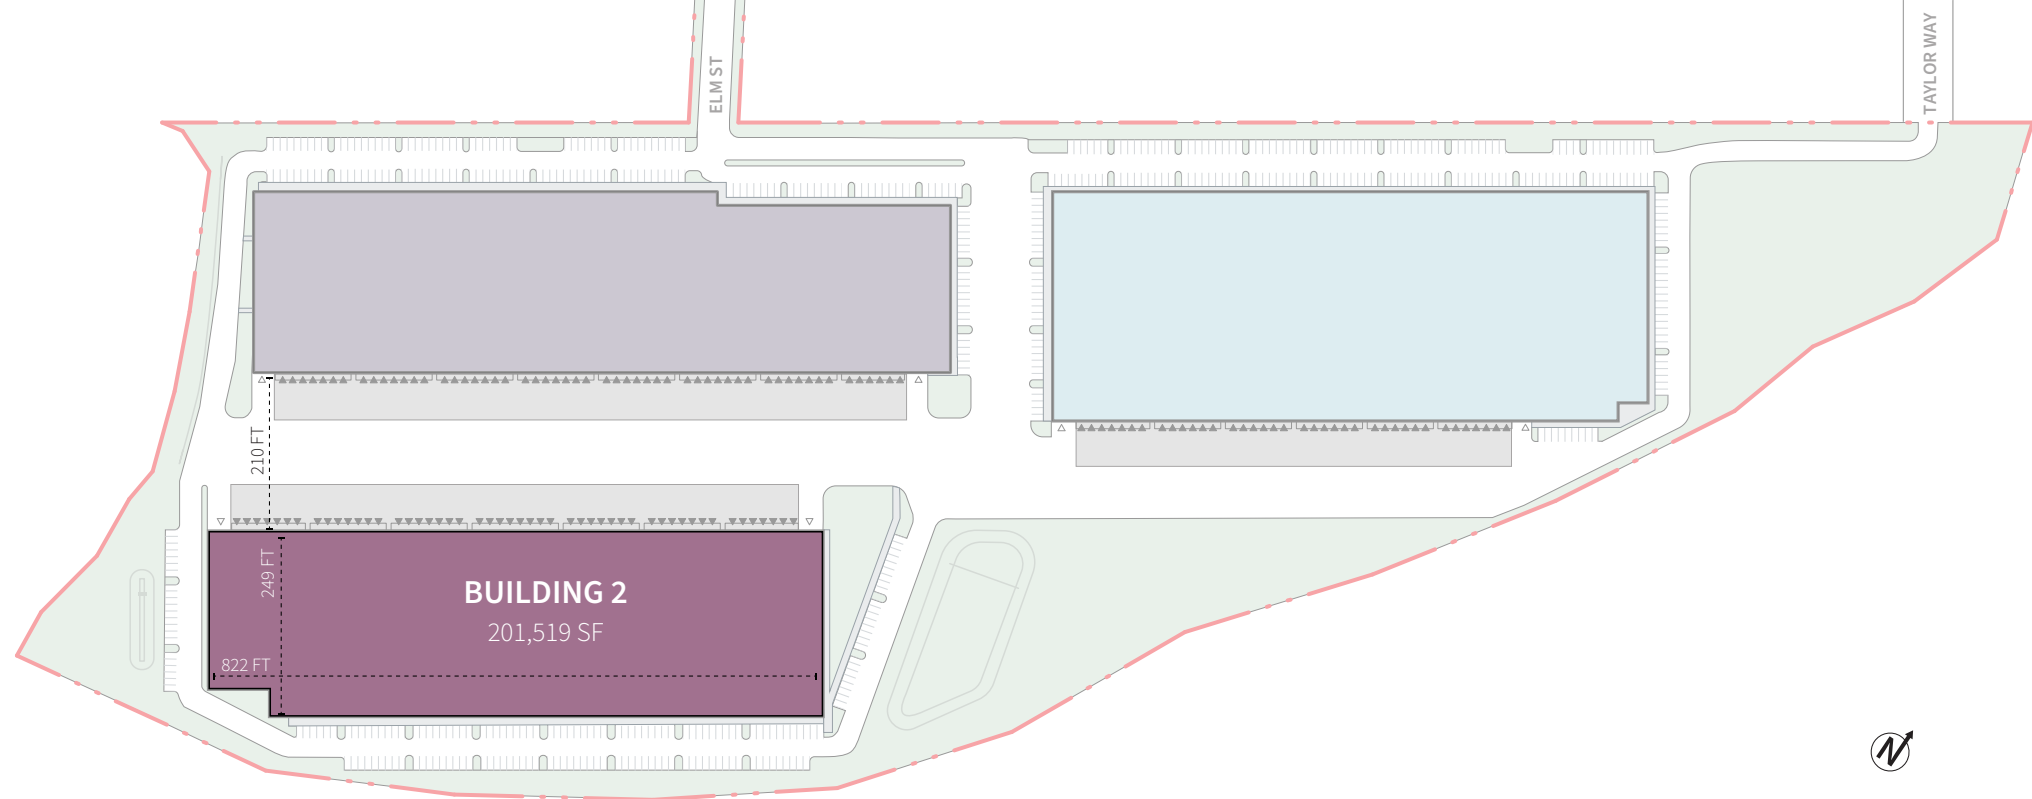 ELM ST
TAYLOR WAY
210 FT
249 FT
BUILDING 2
201,519 SF
822 FT
N